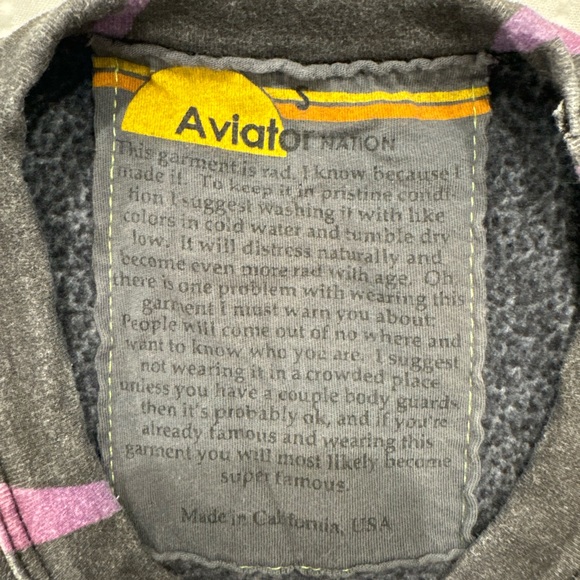 S
Aviator NATION
This garment is rad, I know because I
made it. To keep it in pristine condi-
tion I suggest washing it with like
colors in cold water and tumble dry
low. It will distress naturally and
become even more rad with age. Oh,
there is one problem with wearing this
garment I must warn you about:
People will come out of no where and
want to know who you are. I suggest
not wearing it in a crowded place
unless you have a couple body guards
then it's probably ok, and if you're
already famous and wearing this
garment you will most likely become
super famous.
Made in California, USA